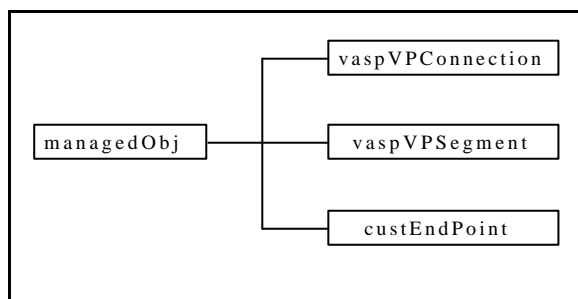 vaspVPConnection
managedObj
vaspVPSegment
custEndPoint